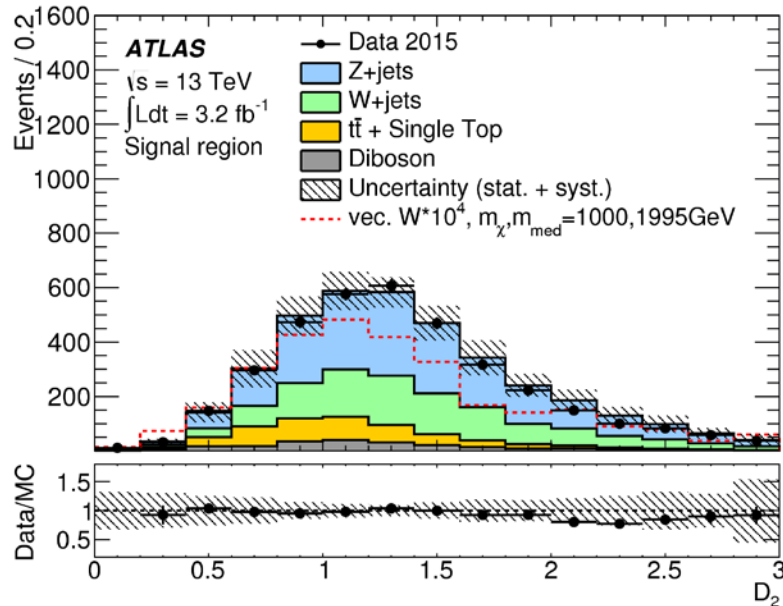 Events / 0.2
1600
1400
1200
1000
800
600
400
200
ATLAS
√s = 13 TeV
∫Ldt = 3.2 fb⁻¹
Signal region
Data 2015
Z+jets
W+jets
tt̄ + Single Top
Diboson
Uncertainty (stat. + syst.)
vec. W*10⁴, m_χ,m_med=1000,1995GeV
Data/MC
1.5
1
0.5
0 0.5 1 1.5 2 2.5 3
D₂